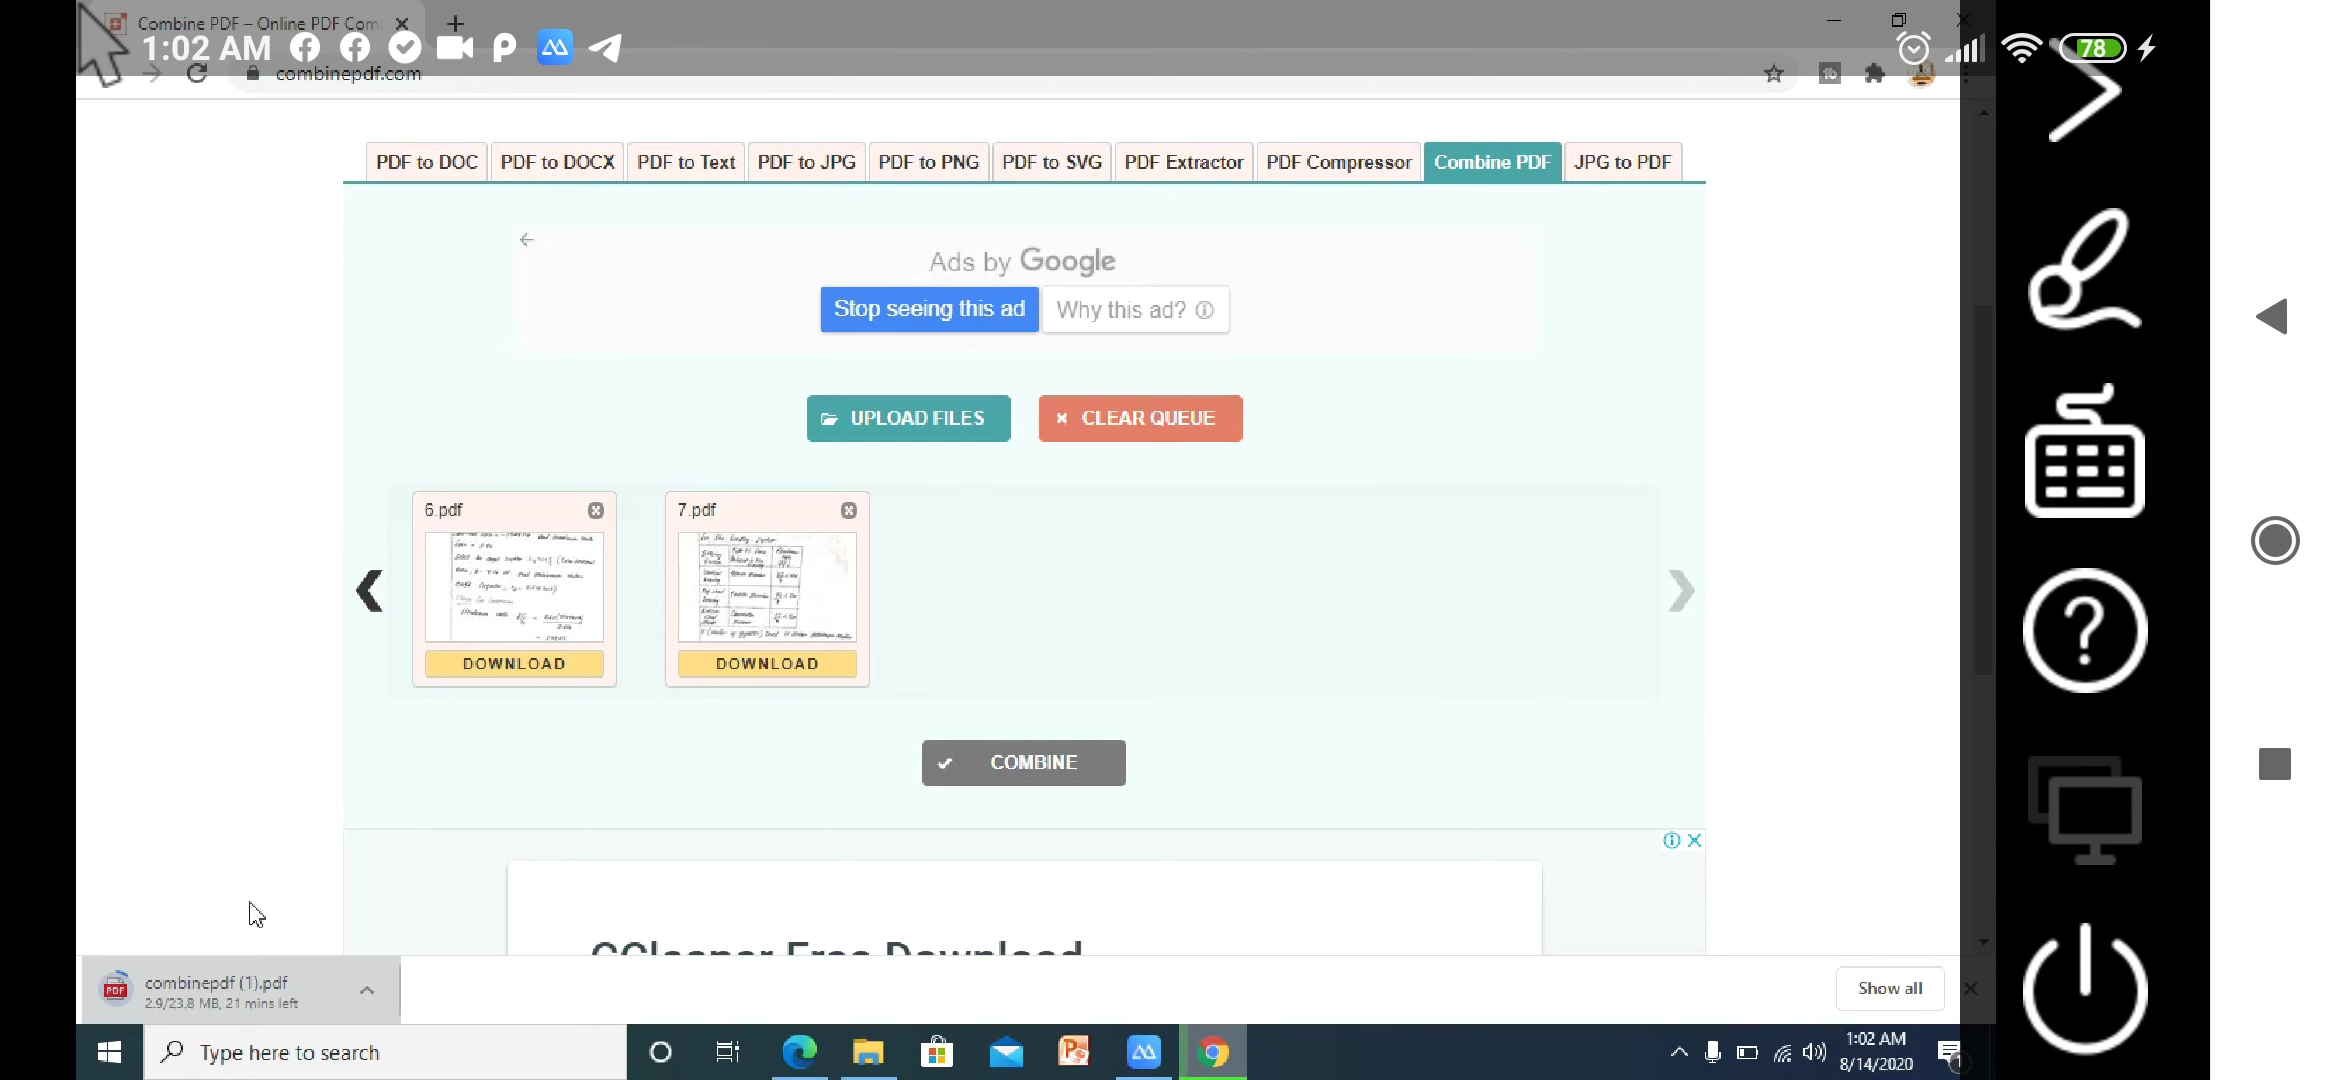 Combine PDF – Online PDF Com
1:02 AM
78
combinepdf.com
PDF to DOC
PDF to DOCX
PDF to Text
PDF to JPG
PDF to PNG
PDF to SVG
PDF Extractor
PDF Compressor
Combine PDF
JPG to PDF
Ads by Google
Stop seeing this ad
Why this ad?
UPLOAD FILES
CLEAR QUEUE
6.pdf
7.pdf
DOWNLOAD
DOWNLOAD
COMBINE
CCleaner Free Download
PDF
combinepdf (1).pdf
2.9/23.8 MB, 21 mins left
Show all
Type here to search
1:02 AM
8/14/2020
1